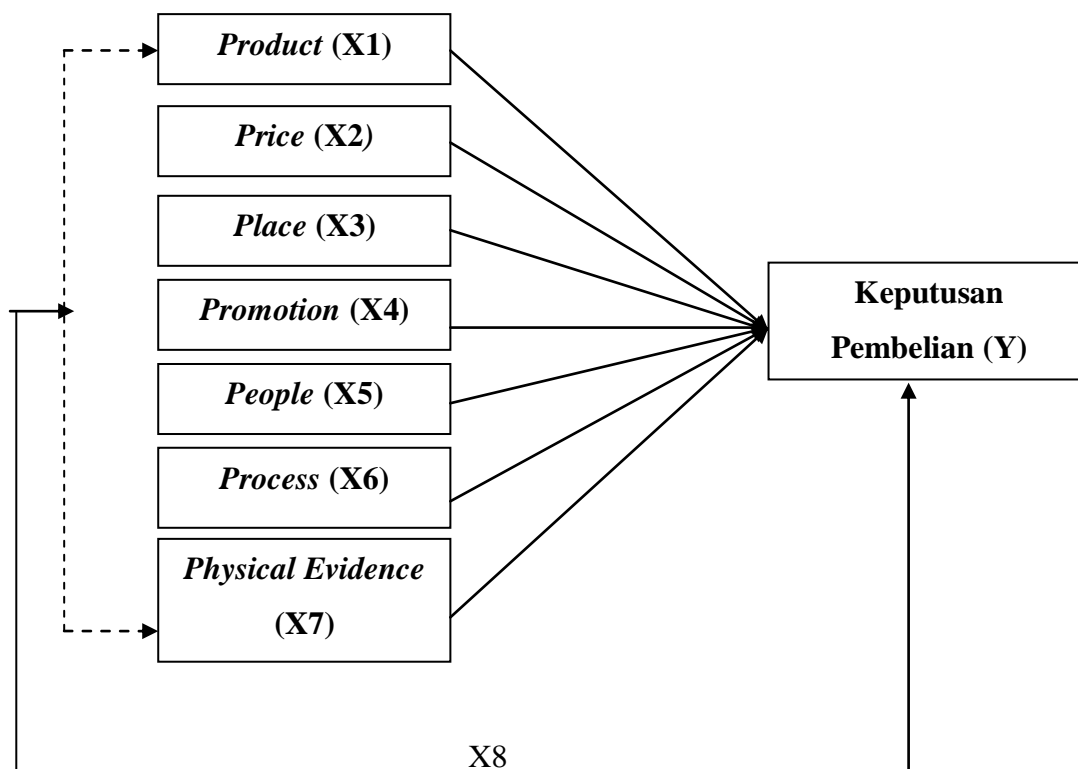 Product (X1)
Price (X2)
Place (X3)
Promotion (X4)
People (X5)
Process (X6)
Physical Evidence
(X7)
Keputusan
Pembelian (Y)
X8